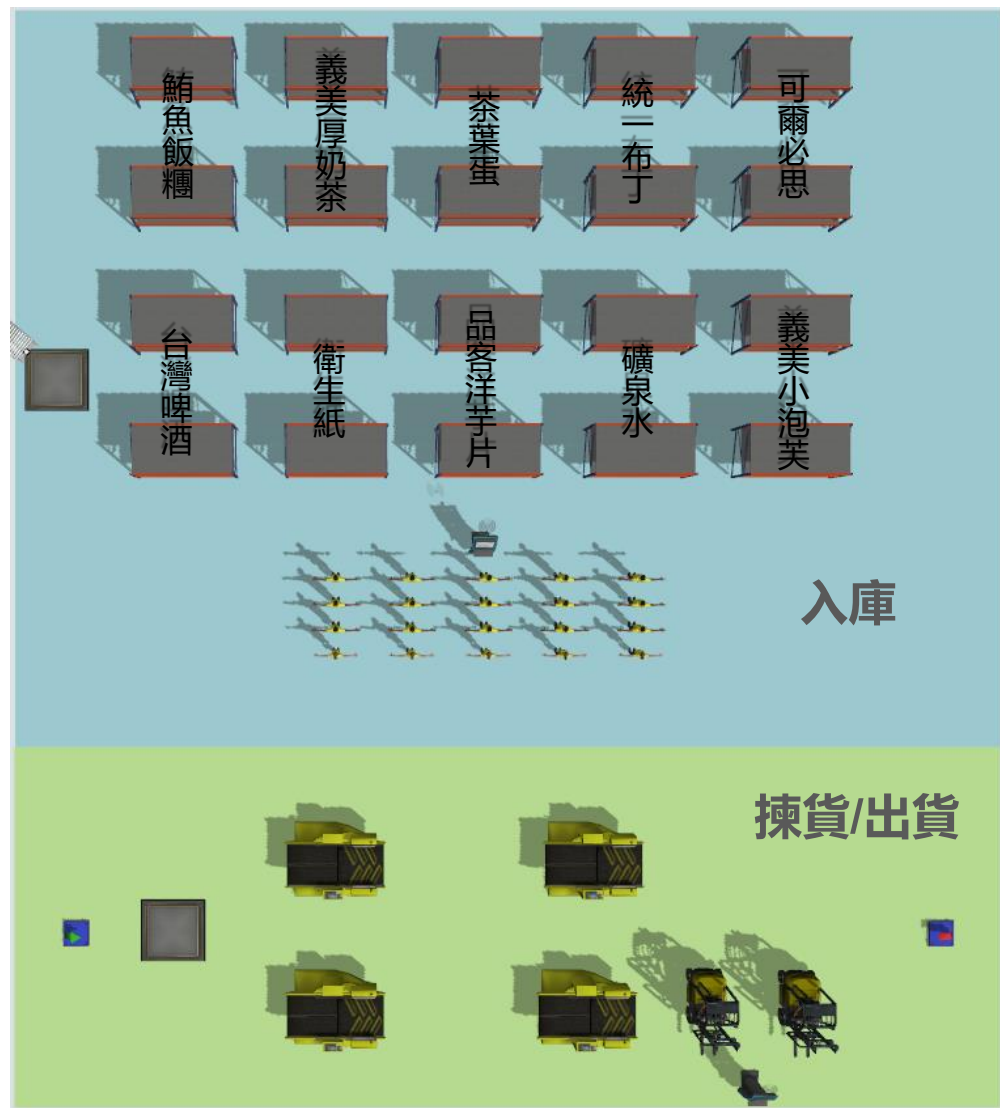 鮪魚飯糰
義美厚奶茶
茶葉蛋
統一布丁
可爾必思
台灣啤酒
衛生紙
品客洋芋片
礦泉水
義美小泡芙
入庫
揀貨/出貨